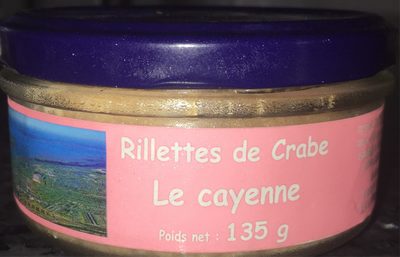 Rillettes de Crabe
Le cayenne
Poids net : 135 g